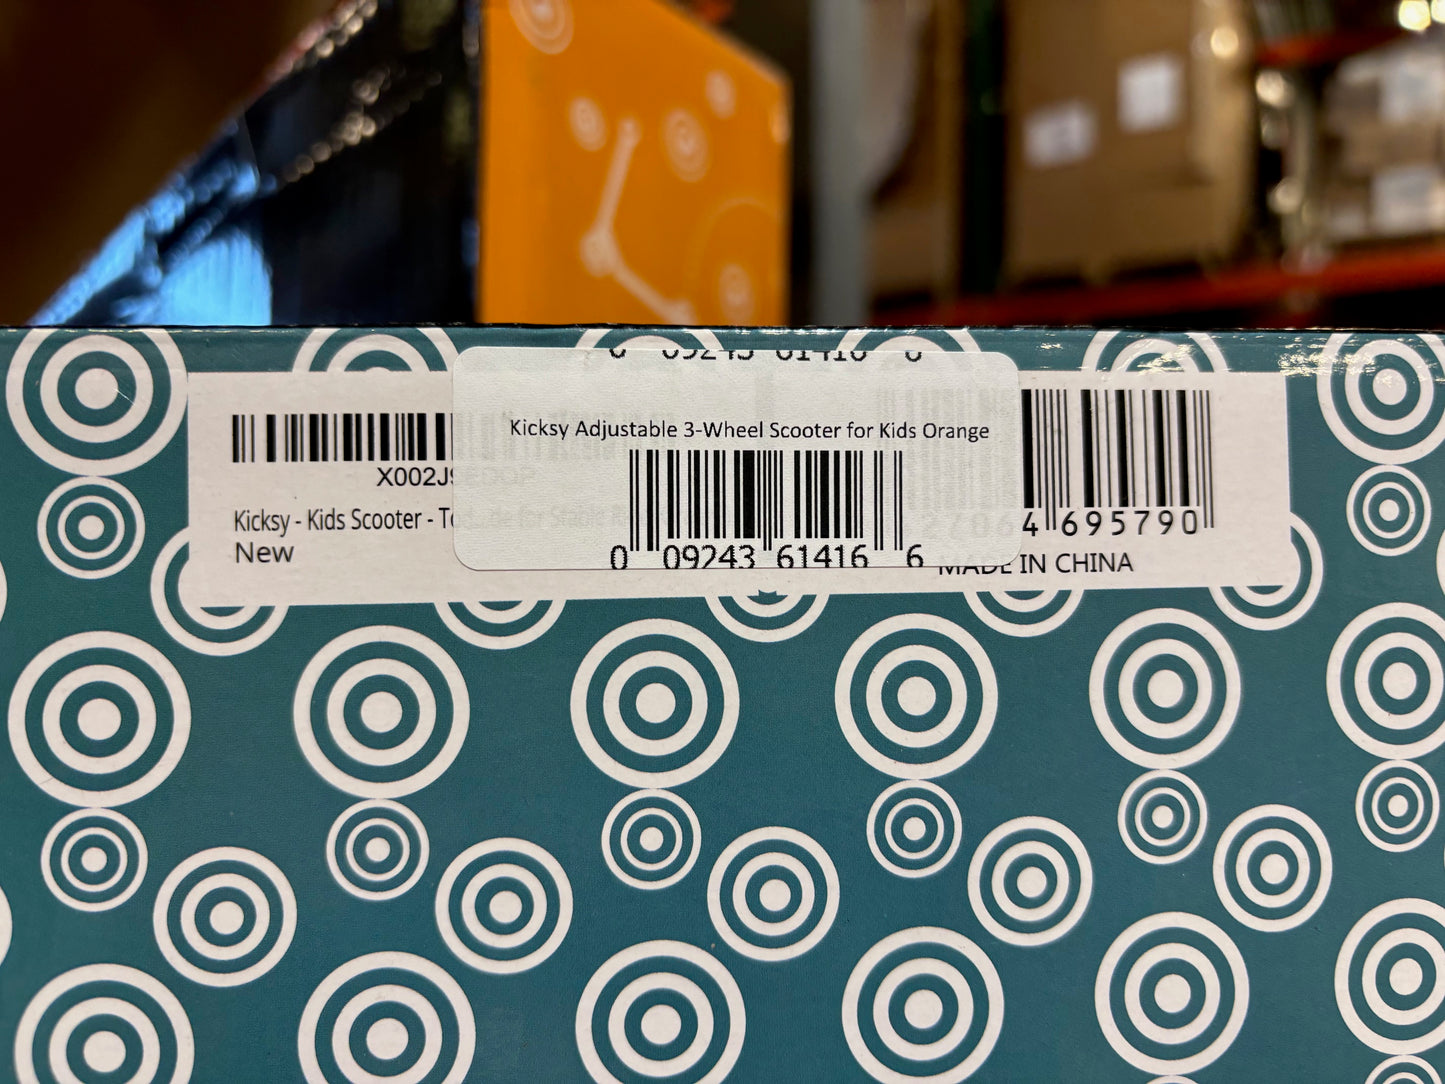 Kicksy Adjustable 3-Wheel Scooter for Kids Orange
0 09243 61416 6
X002J
Kicksy - Kids Scooter -
New
4 695790
MADE IN CHINA